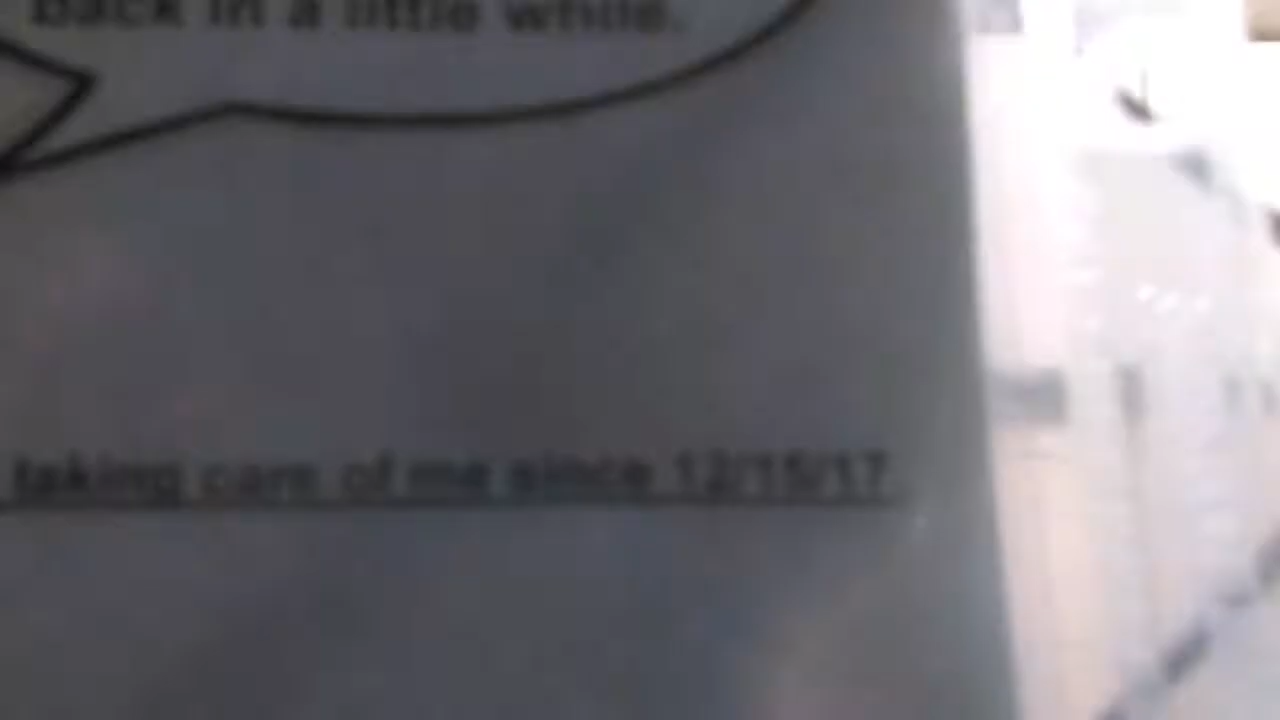 back in a little while.
taking care of me since 12/15/17